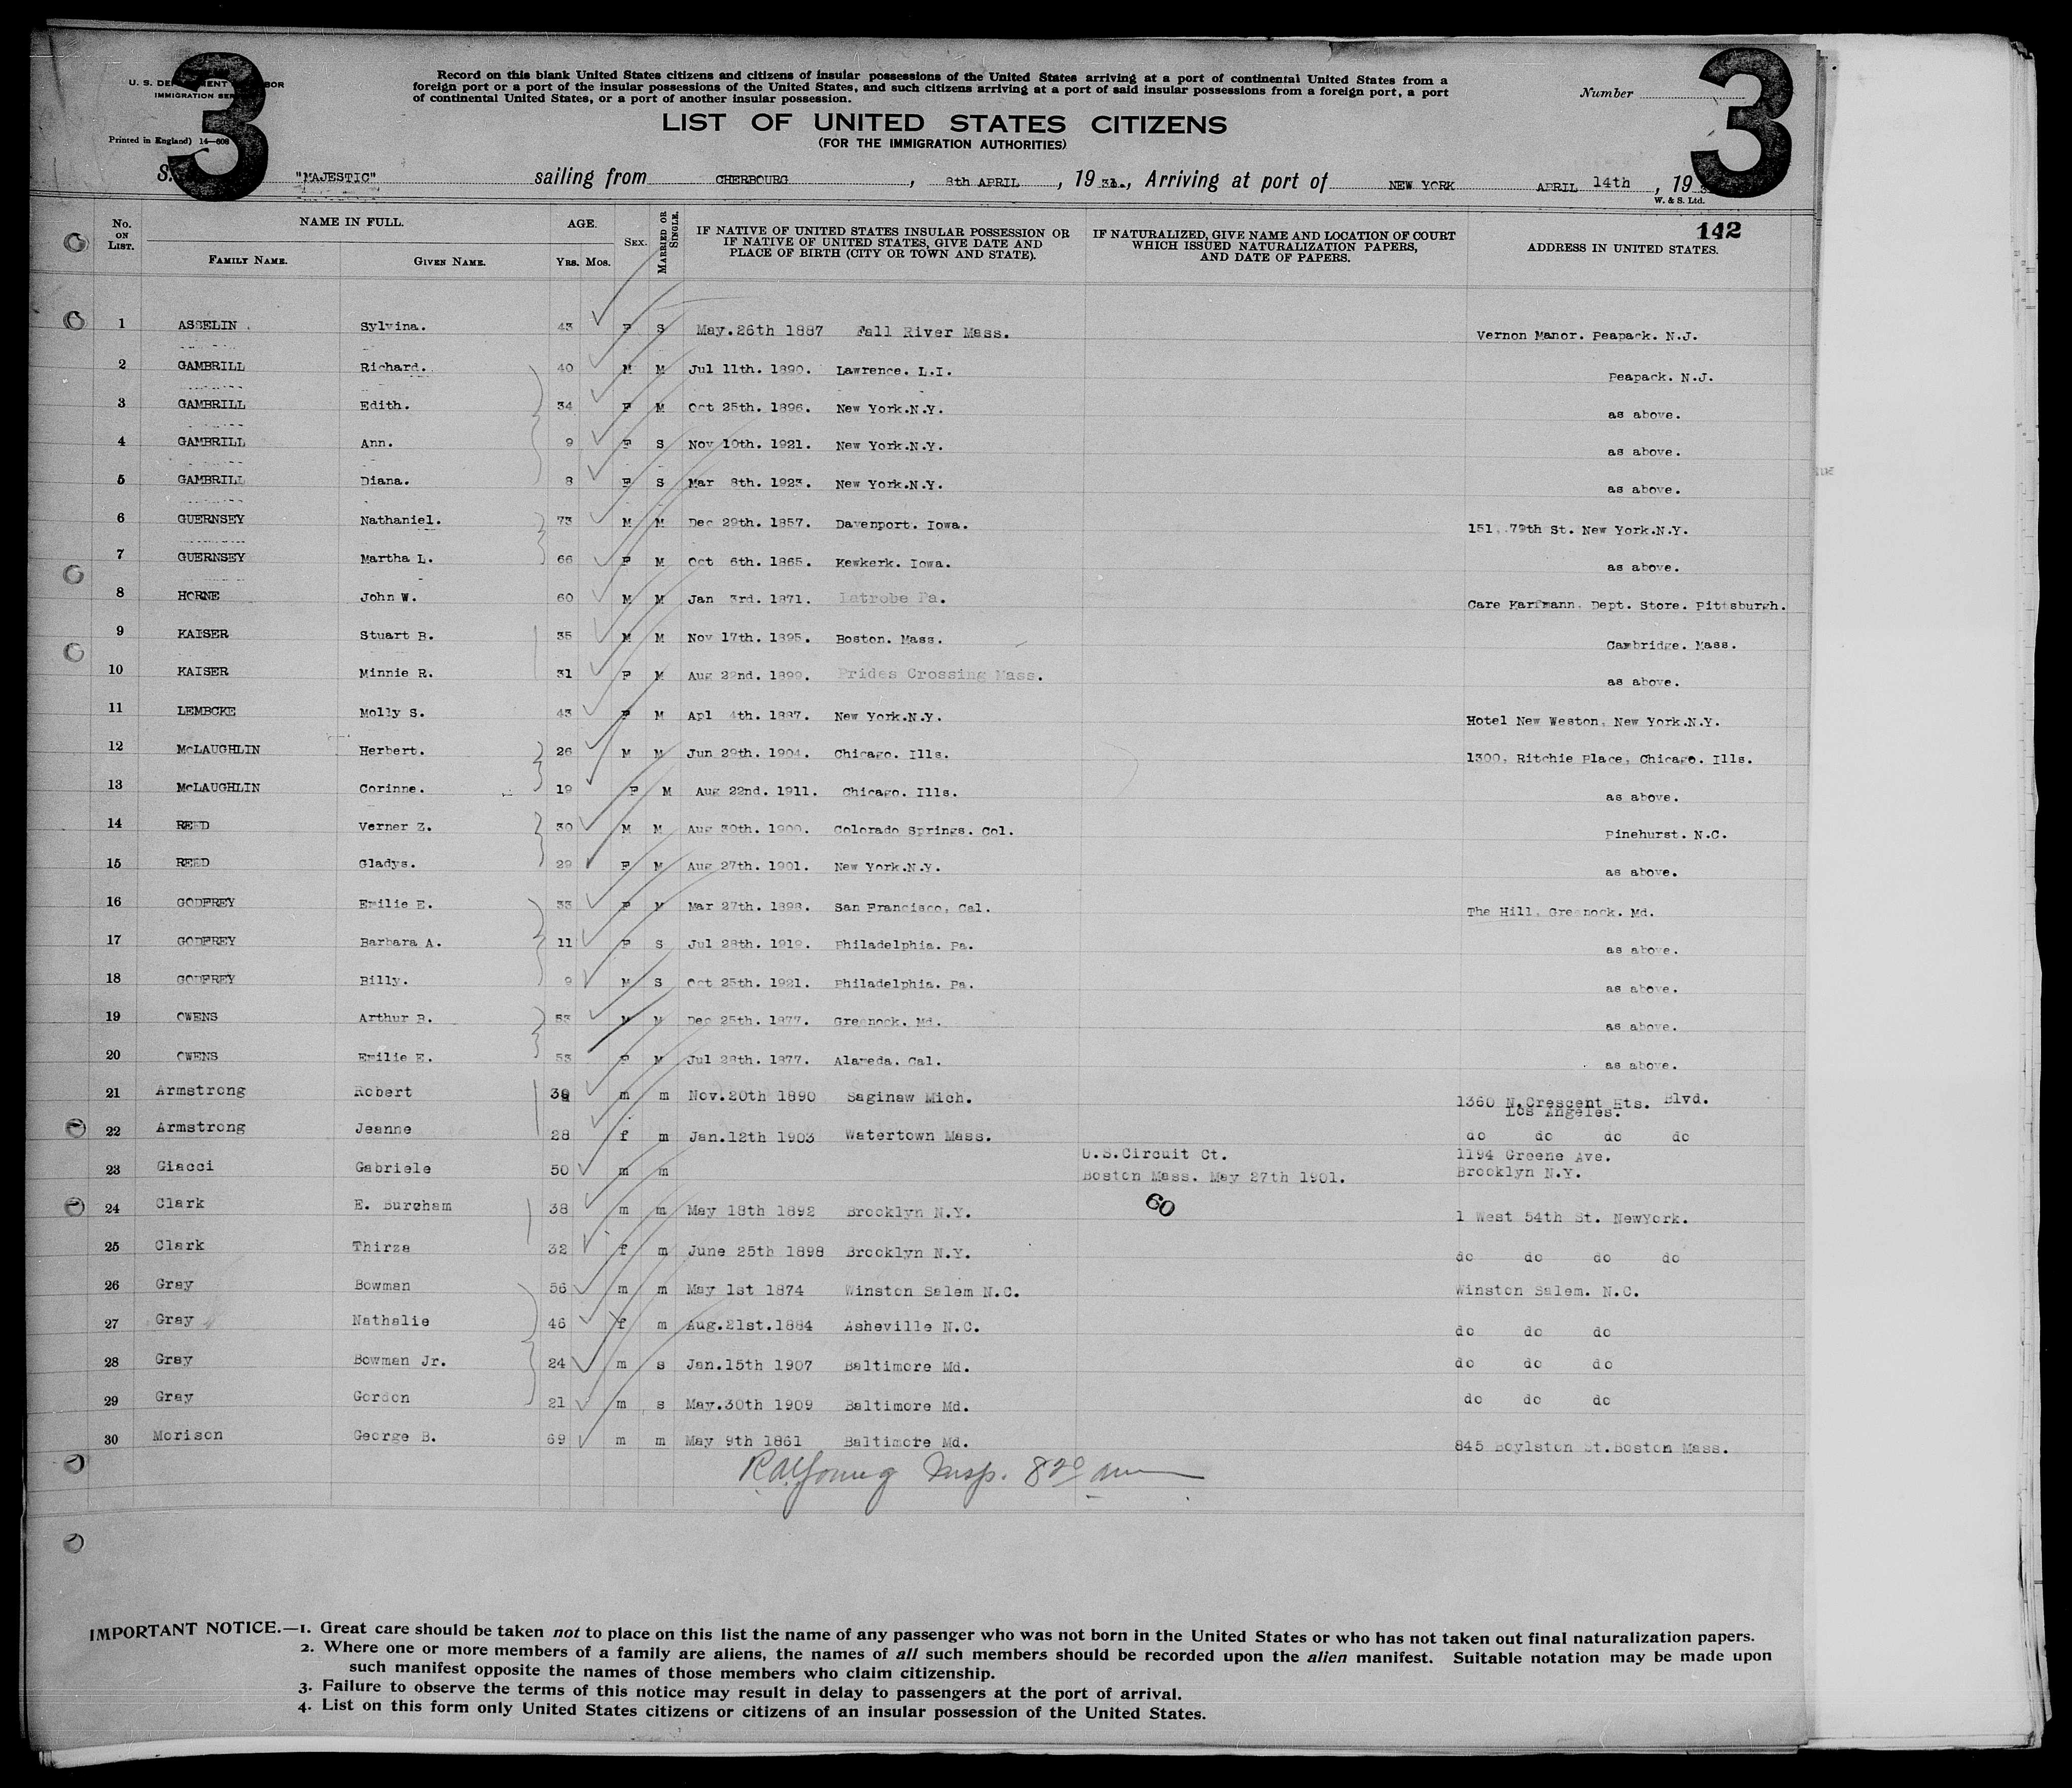 3
3
U. S. DEPARTMENT LABOR
IMMIGRATION SER
Printed in England) 14—608
Record on this blank United States citizens and citizens of insular possessions of the United States arriving at a port of continental United States from a
foreign port or a port of the insular possessions of the United States, and such citizens arriving at a port of said insular possessions from a foreign port, a port
of continental United States, or a port of another insular possession.
Number
LIST OF UNITED STATES CITIZENS
(FOR THE IMMIGRATION AUTHORITIES)
S. "MAJESTIC" sailing from CHERBOURG, 8th APRIL, 1931., Arriving at port of NEW YORK APRIL 14th, 193
W. & S. Ltd.
142
No. ON LIST. NAME IN FULL. FAMILY NAME. GIVEN NAME. AGE. YRS. MOS. SEX. MARRIED OR SINGLE. IF NATIVE OF UNITED STATES INSULAR POSSESSION OR IF NATIVE OF UNITED STATES, GIVE DATE AND PLACE OF BIRTH (CITY OR TOWN AND STATE). IF NATURALIZED, GIVE NAME AND LOCATION OF COURT WHICH ISSUED NATURALIZATION PAPERS, AND DATE OF PAPERS. ADDRESS IN UNITED STATES.
1 ASSELIN Sylvina. 43 F S May.26th 1887 Fall River Mass. Vernon Manor. Peapack. N.J.
2 GAMBRILL Richard. 40 M M Jul 11th. 1890. Lawrence. L.I. Peapack. N.J.
3 GAMBRILL Edith. 34 F M Oct 25th. 1896. New York.N.Y. as above.
4 GAMBRILL Ann. 9 F S Nov 10th. 1921. New York.N.Y. as above.
5 GAMBRILL Diana. 8 F S Mar 8th. 1923. New York.N.Y. as above.
6 GUERNSEY Nathaniel. 73 M M Dec 29th. 1857. Davenport. Iowa. 151, 79th St. New York.N.Y.
7 GUERNSEY Martha L. 66 F M Oct 6th. 1865. Kewkerk. Iowa. as above.
8 HORNE John W. 60 M M Jan 3rd. 1871. Latrobe Pa. Care Karfmann. Dept. Store. Pittsburgh.
9 KAISER Stuart B. 35 M M Nov 17th. 1895. Boston. Mass. Cambridge. Mass.
10 KAISER Minnie R. 31 F M Aug 22nd. 1899. Prides Crossing Mass. as above.
11 LEMBCKE Molly S. 43 F M Apl 4th. 1887. New York.N.Y. Hotel New Weston, New York.N.Y.
12 McLAUGHLIN Herbert. 26 M M Jun 29th. 1904. Chicago. Ills. 1300, Ritchie Place, Chicago. Ills.
13 McLAUGHLIN Corinne. 19 F M Aug 22nd. 1911. Chicago. Ills. as above.
14 REED Verner Z. 30 M M Aug 30th. 1900. Colorado Springs. Col. Pinehurst. N.C.
15 REED Gladys. 29 F M Aug 27th. 1901. New York.N.Y. as above.
16 GODFREY Emilie E. 33 F M Mar 27th. 1898. San Francisco, Cal. The Hill, Greenock. Md.
17 GODFREY Barbara A. 11 F S Jul 28th. 1919. Philadelphia. Pa. as above.
18 GODFREY Billy. 9 M S Oct 25th. 1921. Philadelphia. Pa. as above.
19 OWENS Arthur B. 53 M M Dec 25th. 1877. Greenock. Md. as above.
20 OWENS Emilie E. 53 F M Jul 28th. 1877. Alameda. Cal. as above.
21 Armstrong Robert 39 m m Nov.20th 1890 Saginaw Mich. 1360 N.Crescent Hts. Blvd.
Los Angeles.
22 Armstrong Jeanne 28 f m Jan.12th 1903 Watertown Mass. do do do do
23 Giacci Gabriele 50 m m U.S.Circuit Ct. 1194 Greene Ave.
Boston Mass. May 27th 1901. Brooklyn N.Y.
60
24 Clark E. Burcham 38 m m May 18th 1892 Brooklyn N.Y. 1 West 54th St. NewYork.
25 Clark Thirza 32 f m June 25th 1898 Brooklyn N.Y. do do do do
26 Gray Bowman 56 m m May 1st 1874 Winston Salem N.C. Winston Salem. N.C.
27 Gray Nathalie 46 f m Aug.21st.1884 Asheville N.C. do do do
28 Gray Bowman Jr. 24 m s Jan.15th 1907 Baltimore Md. do do do
29 Gray Gordon 21 m s May.30th 1909 Baltimore Md. do do do
30 Morison George B. 69 m m May 9th 1861 Baltimore Md. 845 Boylston St.Boston Mass.
R.A.Young Insp. 8 20 am
IMPORTANT NOTICE.—1. Great care should be taken not to place on this list the name of any passenger who was not born in the United States or who has not taken out final naturalization papers.
2. Where one or more members of a family are aliens, the names of all such members should be recorded upon the alien manifest. Suitable notation may be made upon
such manifest opposite the names of those members who claim citizenship.
3. Failure to observe the terms of this notice may result in delay to passengers at the port of arrival.
4. List on this form only United States citizens or citizens of an insular possession of the United States.